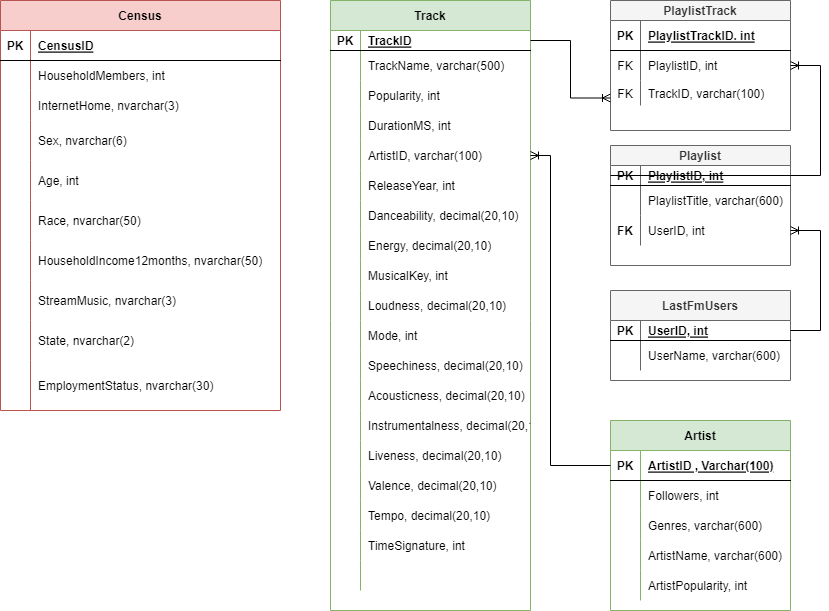 Census
PK CensusID
HouseholdMembers, int
InternetHome, nvarchar(3)
Sex, nvarchar(6)
Age, int
Race, nvarchar(50)
HouseholdIncome12months, nvarchar(50)
StreamMusic, nvarchar(3)
State, nvarchar(2)
EmploymentStatus, nvarchar(30)
Track
PK TrackID
TrackName, varchar(500)
Popularity, int
DurationMS, int
ArtistID, varchar(100)
ReleaseYear, int
Danceability, decimal(20,10)
Energy, decimal(20,10)
MusicalKey, int
Loudness, decimal(20,10)
Mode, int
Speechiness, decimal(20,10)
Acousticness, decimal(20,10)
Instrumentalness, decimal(20,
Liveness, decimal(20,10)
Valence, decimal(20,10)
Tempo, decimal(20,10)
TimeSignature, int
PlaylistTrack
PK PlaylistTrackID. int
FK PlaylistID, int
FK TrackID, varchar(100)
Playlist
PK PlaylistID, int
PlaylistTitle, varchar(600)
FK UserID, int
LastFmUsers
PK UserID, int
UserName, varchar(600)
Artist
PK ArtistID , Varchar(100)
Followers, int
Genres, varchar(600)
ArtistName, varchar(600)
ArtistPopularity, int